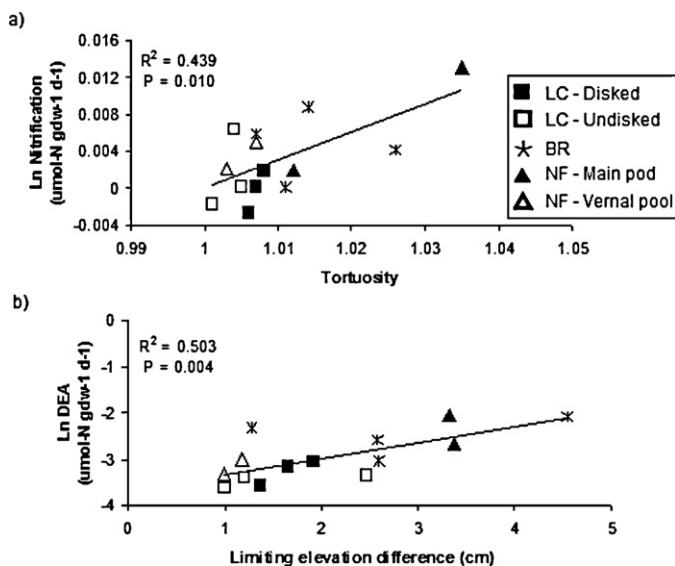 a)
R² = 0.439
P = 0.010
Ln Nitrification
(umol-N gdw-1 d-1)
0.016
0.012
0.008
0.004
0
-0.004
0.99
1
1.01
1.02
1.03
1.04
1.05
Tortuosity
LC - Disked
LC - Undisked
BR
NF - Main pod
NF - Vernal pool
b)
R² = 0.503
P = 0.004
Ln DEA
(umol-N gdw-1 d-1)
-0
-1
-2
-3
-4
0
1
2
3
4
5
Limiting elevation difference (cm)